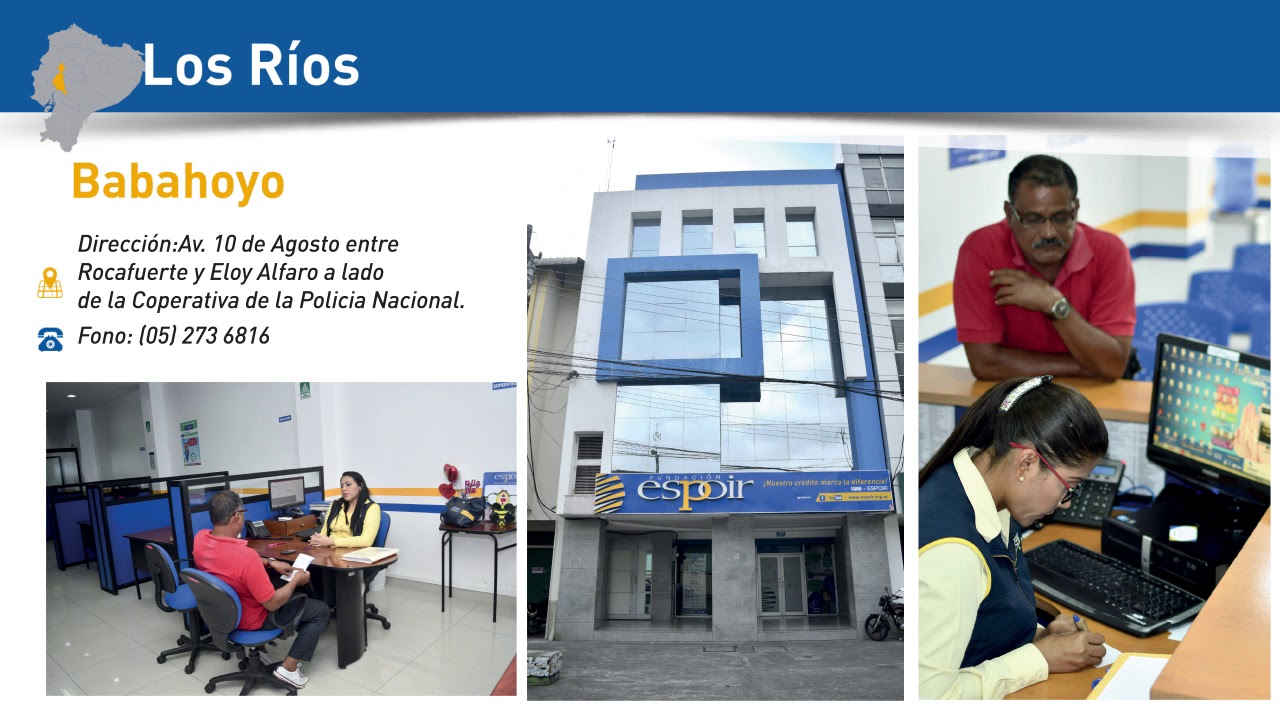 Los Ríos
Babahoyo
Dirección:Av. 10 de Agosto entre
Rocafuerte y Eloy Alfaro a lado
de la Coperativa de la Policia Nacional.
Fono: (05) 273 6816
FUNDACIÓN
espoir
¡Nuestro crédito marca la diferencia!
1800 - ESPOIR
www.espoir.org.ec
espoir